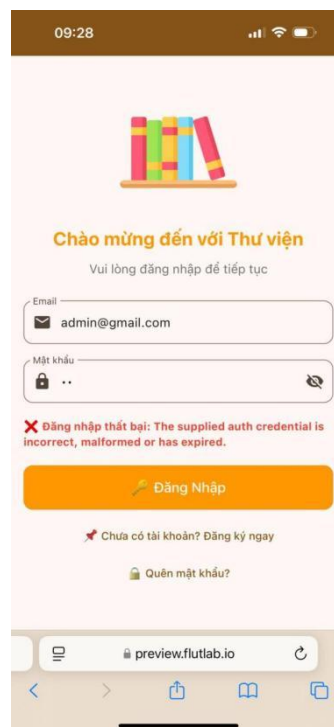 09:28
Chào mừng đến với Thư viện
Vui lòng đăng nhập để tiếp tục
Email
admin@gmail.com
Mật khẩu
••
❌ Đăng nhập thất bại: The supplied auth credential is
incorrect, malformed or has expired.
🔑 Đăng Nhập
📌 Chưa có tài khoản? Đăng ký ngay
🔒 Quên mật khẩu?
preview.flutlab.io